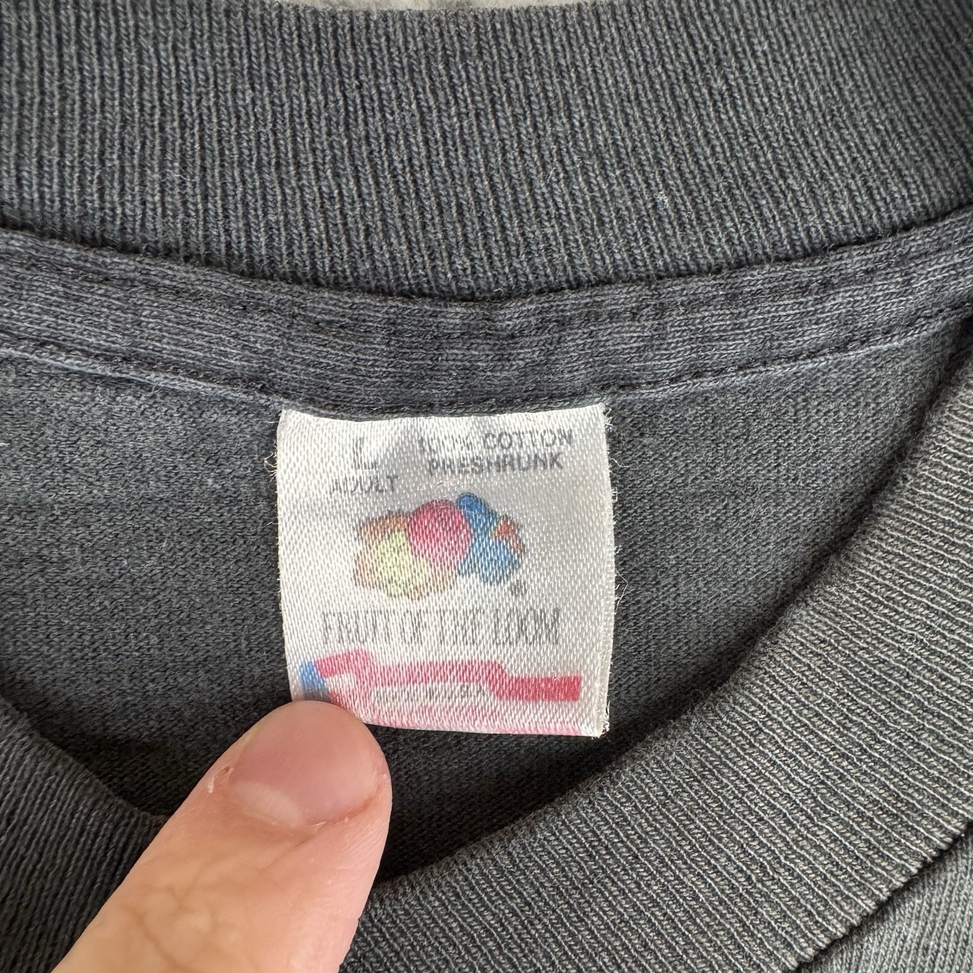 L
ADULT
100% COTTON
PRESHRUNK
®
FRUIT OF THE LOOM